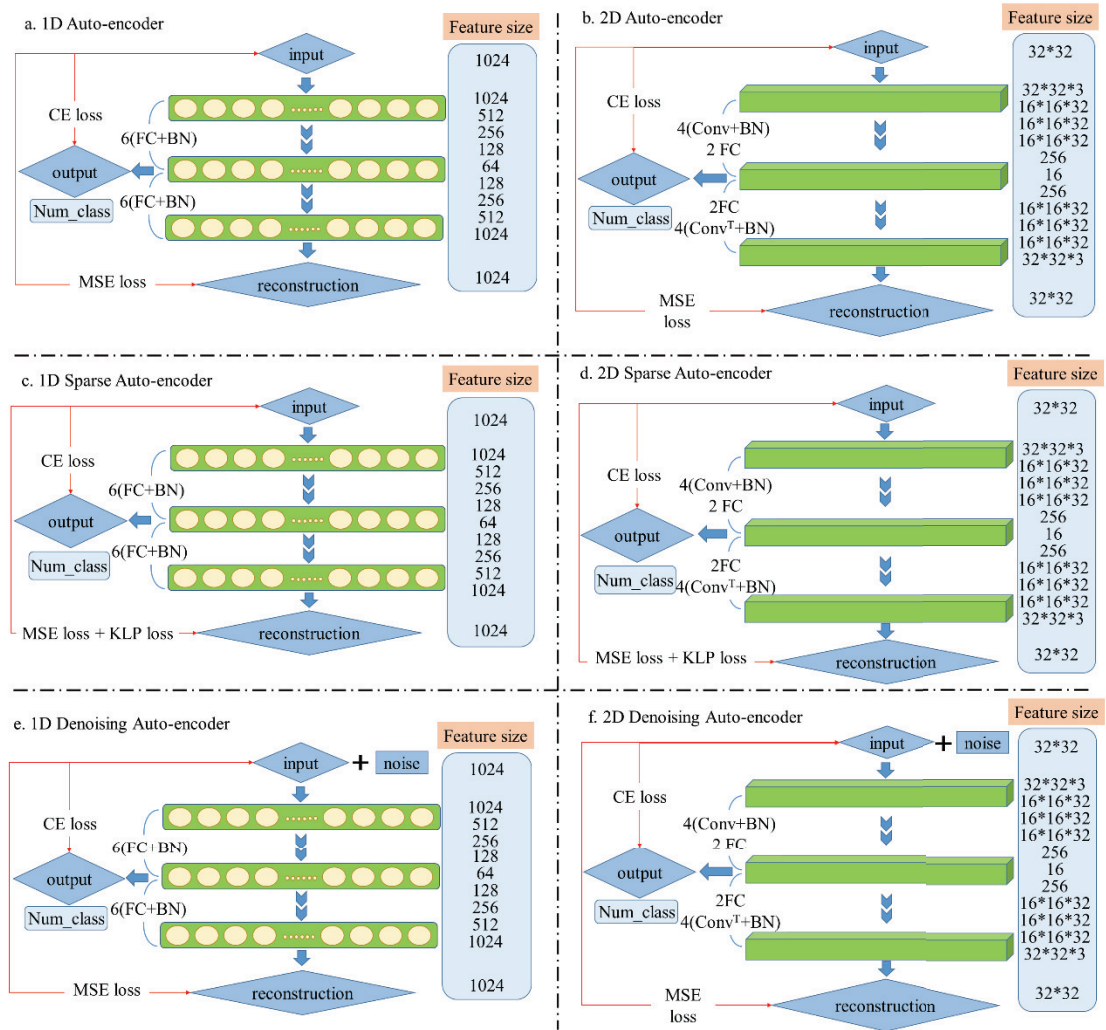 a. 1D Auto-encoder
Feature size
input
1024
CE loss
6(FC+BN)
output
Num_class
6(FC+BN)
1024
512
256
128
64
128
256
512
1024
MSE loss
reconstruction
1024
b. 2D Auto-encoder
Feature size
input
32*32
CE loss
4(Conv+BN)
2 FC
output
Num_class
2FC
4(Conv^T+BN)
32*32*3
16*16*32
16*16*32
16*16*32
256
16
256
16*16*32
16*16*32
16*16*32
32*32*3
MSE
loss
reconstruction
32*32
c. 1D Sparse Auto-encoder
Feature size
input
1024
CE loss
6(FC+BN)
output
Num_class
6(FC+BN)
1024
512
256
128
64
128
256
512
1024
MSE loss + KLP loss
reconstruction
1024
d. 2D Sparse Auto-encoder
Feature size
input
32*32
CE loss
4(Conv+BN)
2 FC
output
Num_class
2FC
4(Conv^T+BN)
32*32*3
16*16*32
16*16*32
16*16*32
256
16
256
16*16*32
16*16*32
16*16*32
32*32*3
MSE loss + KLP loss
reconstruction
32*32
e. 1D Denoising Auto-encoder
Feature size
input + noise
1024
CE loss
6(FC+BN)
output
Num_class
6(FC+BN)
1024
512
256
128
64
128
256
512
1024
MSE loss
reconstruction
1024
f. 2D Denoising Auto-encoder
Feature size
input + noise
32*32
CE loss
4(Conv+BN)
2 FC
output
Num_class
2FC
4(Conv^T+BN)
32*32*3
16*16*32
16*16*32
16*16*32
256
16
256
16*16*32
16*16*32
16*16*32
32*32*3
MSE
loss
reconstruction
32*32